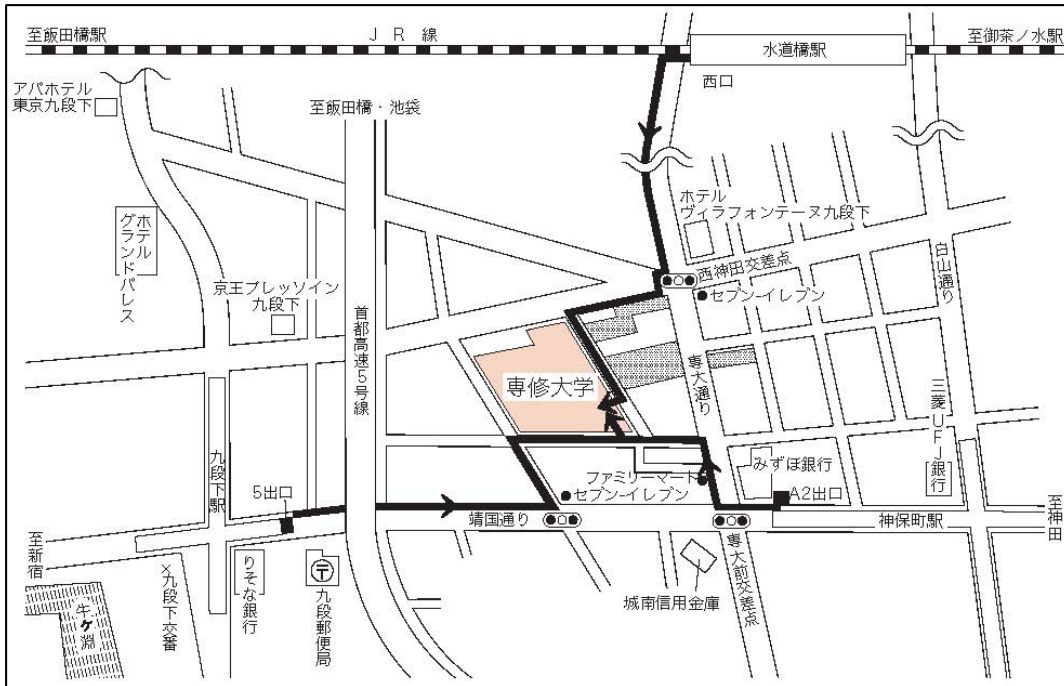 至飯田橋駅
ＪＲ線
水道橋駅
至御茶ノ水駅
西口
アパホテル
東京九段下
至飯田橋・池袋
ホテル
ヴィラフォンテーヌ九段下
ホテル
グランドパレス
西神田交差点
白山通り
京王プレッソイン
九段下
セブン-イレブン
首都高速５号線
専修大学
専大通り
三菱ＵＦＪ[銀行]
みずほ銀行
ファミリーマート
セブン-イレブン
A2出口
九段下駅
5出口
靖国通り
神保町駅
至神田
至新宿
りそな[銀行]
〒
九段郵便局
×九段下交番
城南信用金庫
専大前交差点
牛ヶ淵